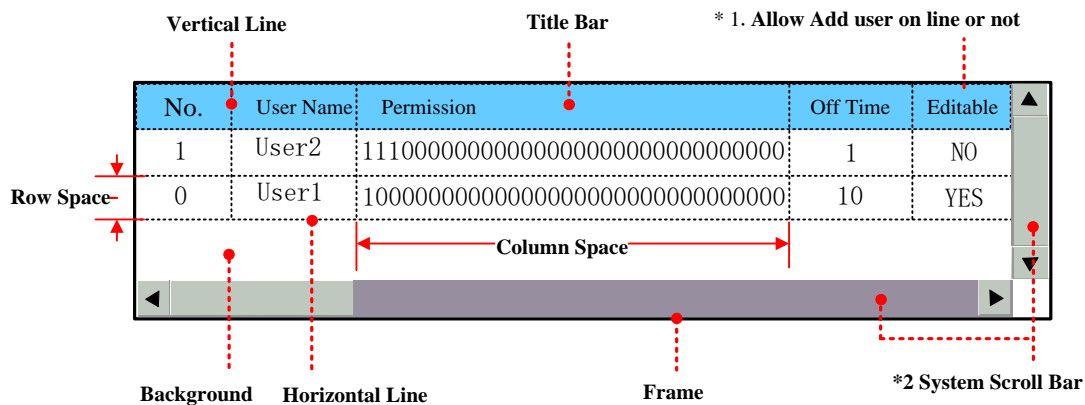 Vertical Line
Title Bar
* 1. Allow Add user on line or not
No. User Name Permission Off Time Editable
1 User2 11100000000000000000000000000000 1 NO
Row Space
0 User1 10000000000000000000000000000000 10 YES
Column Space
Background
Horizontal Line
Frame
*2 System Scroll Bar